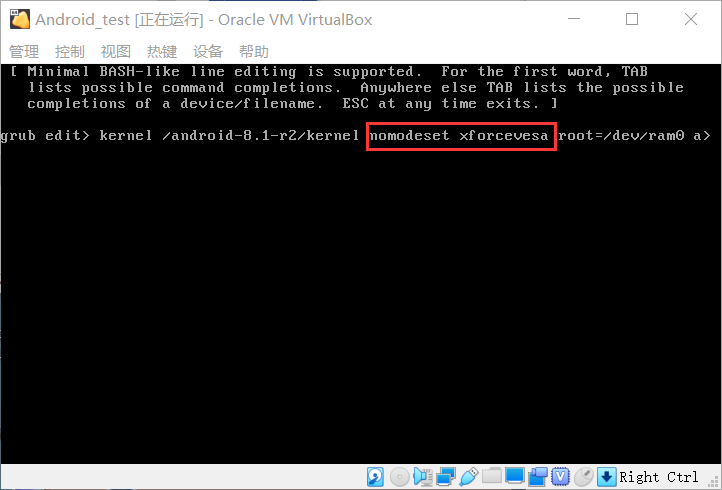 Android_test [正在运行] - Oracle VM VirtualBox
管理 控制 视图 热键 设备 帮助
[ Minimal BASH-like line editing is supported. For the first word, TAB
lists possible command completions. Anywhere else TAB lists the possible
completions of a device/filename. ESC at any time exits. ]
grub edit> kernel /android-8.1-r2/kernel nomodeset xforcevesa root=/dev/ram0 a>
Right Ctrl